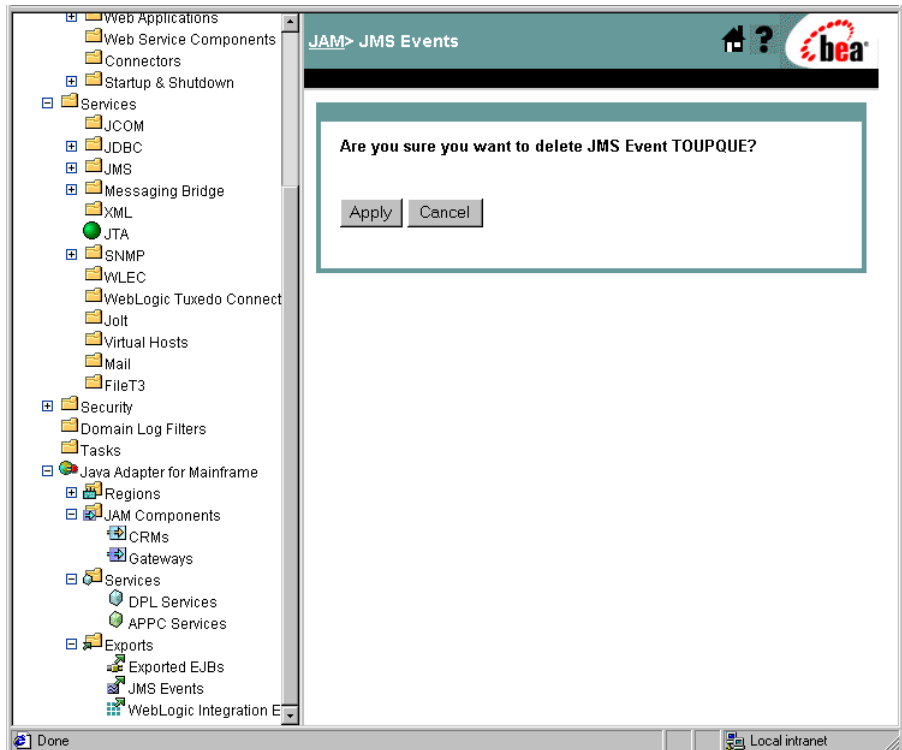 Web Applications
Web Service Components
Connectors
Startup & Shutdown
Services
JCOM
JDBC
JMS
Messaging Bridge
XML
JTA
SNMP
WLEC
WebLogic Tuxedo Connect
Jolt
Virtual Hosts
Mail
FileT3
Security
Domain Log Filters
Tasks
Java Adapter for Mainframe
Regions
JAM Components
CRMs
Gateways
Services
DPL Services
APPC Services
Exports
Exported EJBs
JMS Events
WebLogic Integration E
JAM> JMS Events
?
bea
Are you sure you want to delete JMS Event TOUPQUE?
Apply Cancel
Done
Local intranet